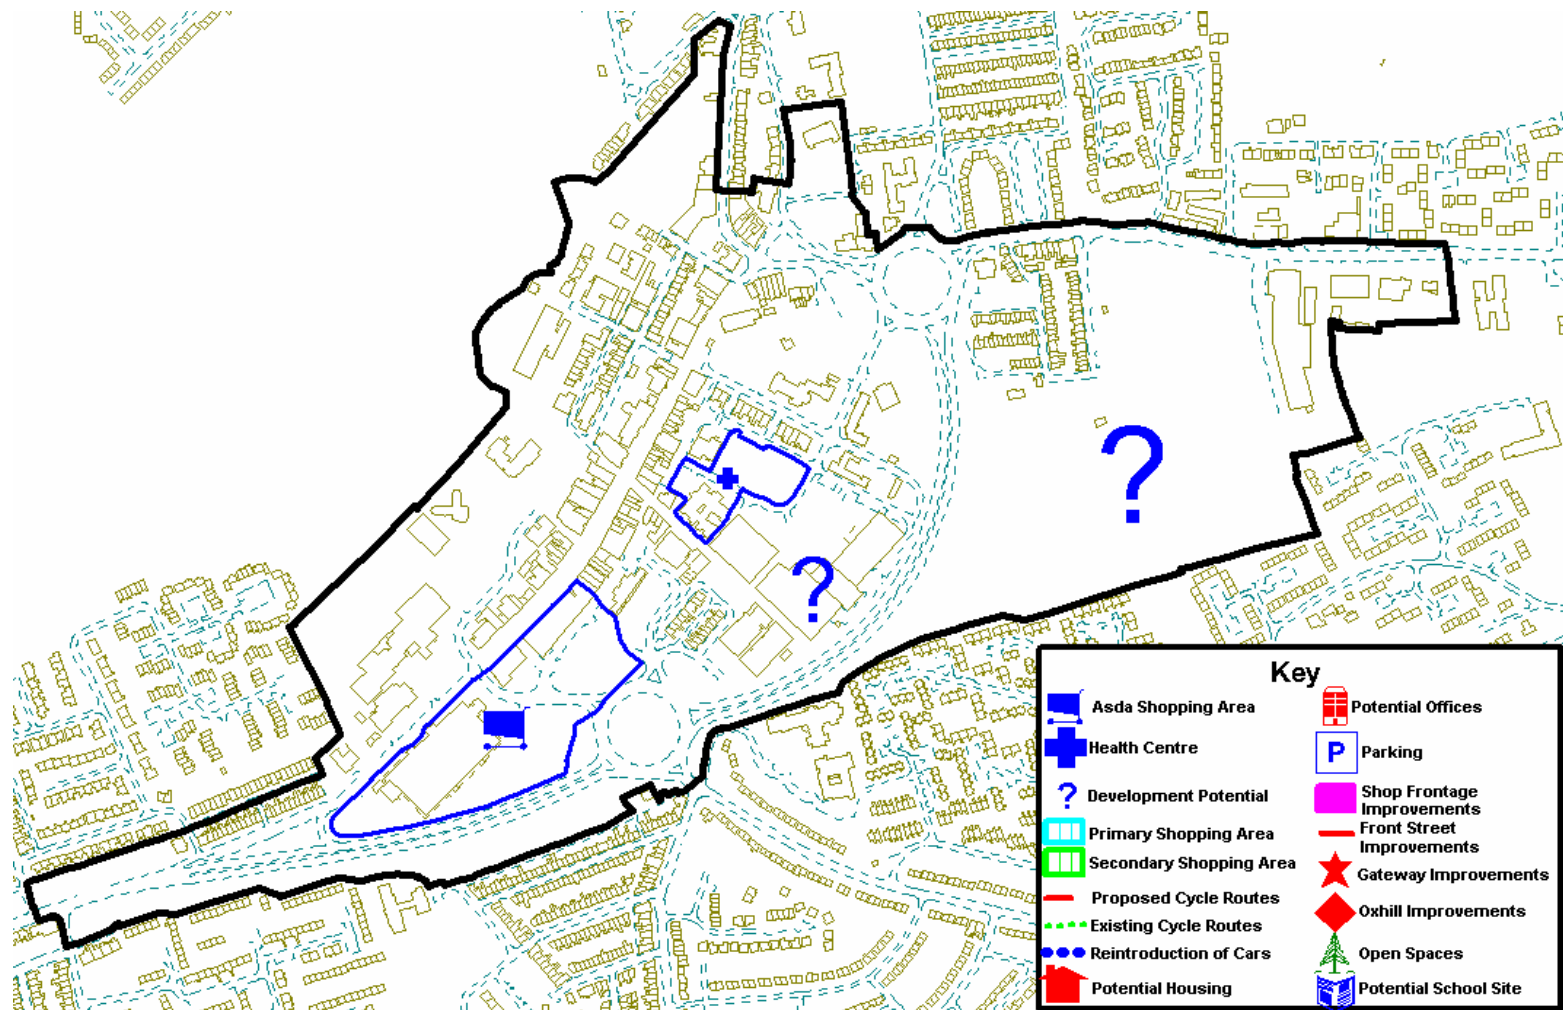 ?
?
Key
Asda Shopping Area
Health Centre
? Development Potential
Primary Shopping Area
Secondary Shopping Area
Proposed Cycle Routes
Existing Cycle Routes
Reintroduction of Cars
Potential Housing
Potential Offices
P Parking
Shop Frontage
Improvements
Front Street
Improvements
Gateway Improvements
Oxhill Improvements
Open Spaces
Potential School Site